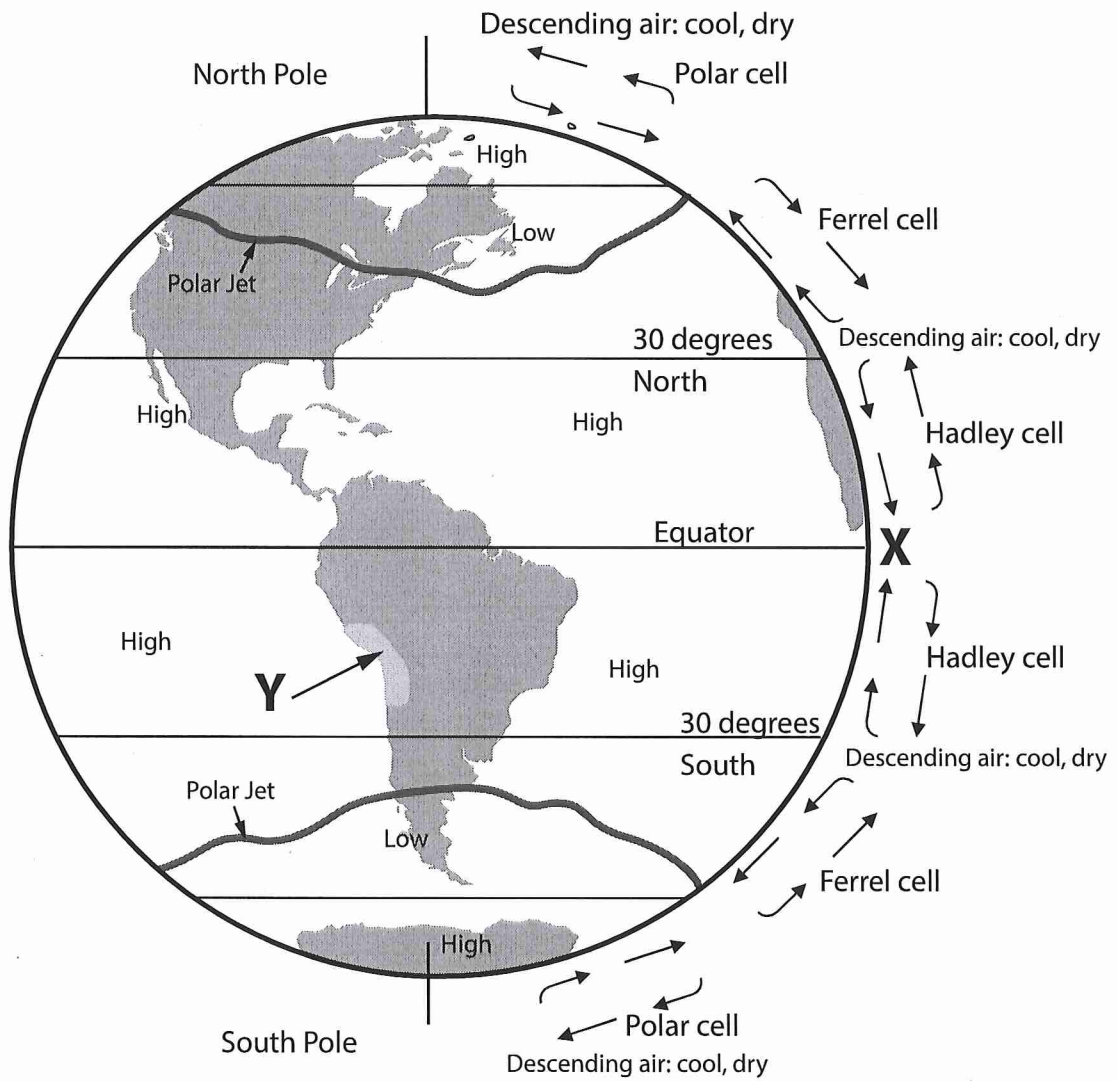 Descending air: cool, dry
North Pole
Polar cell
High
Ferrel cell
Low
Polar Jet
30 degrees
North
Descending air: cool, dry
High
High
Hadley cell
Equator
X
High
High
Hadley cell
Y
30 degrees
South
Descending air: cool, dry
Polar Jet
Low
Ferrel cell
High
Polar cell
South Pole
Descending air: cool, dry